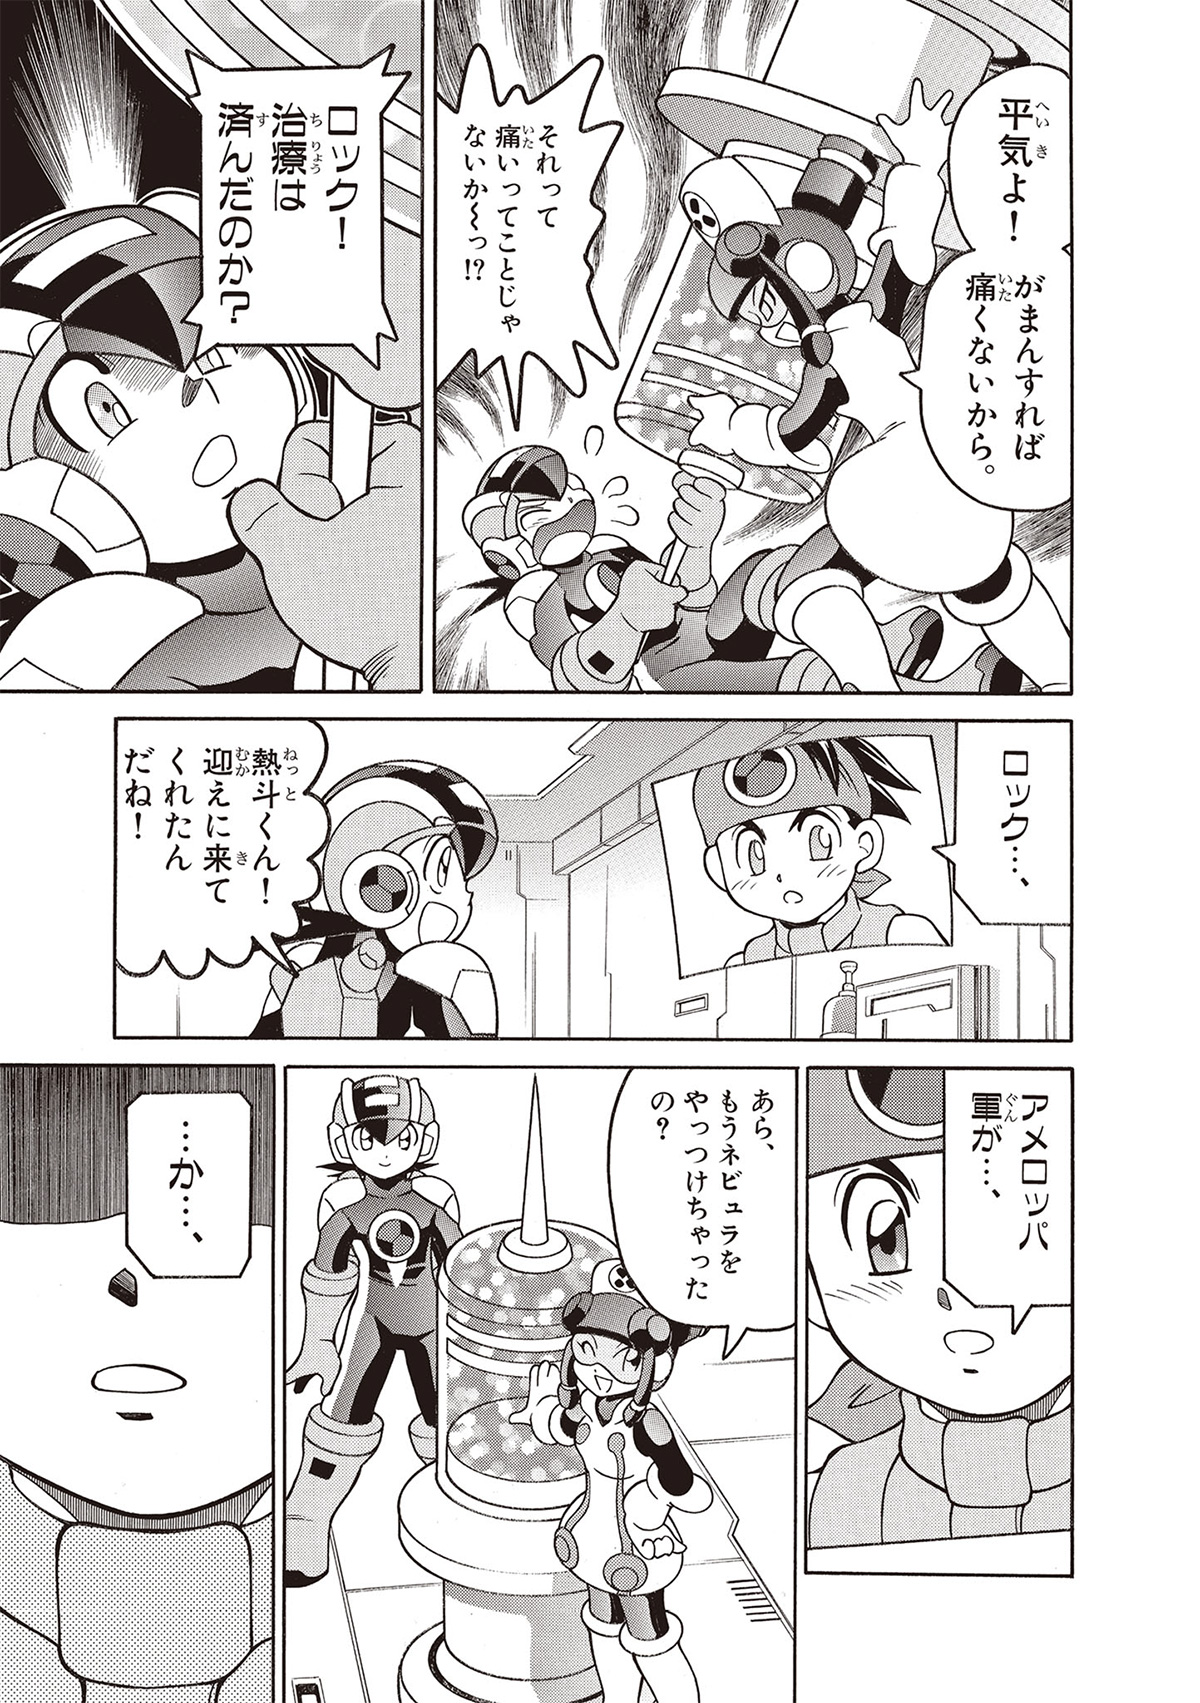 平気よ!
がまんすれば
痛くないから。
それって
痛いってことじゃ
ないか〜っ!?
ロック!
治療は
済んだのか?
ロック…、
熱斗くん!
迎えに来て
くれたん
だね!
アメロッパ
軍が…、
あら、
もうネビュラを
やっつけちゃった
の?
…か…、